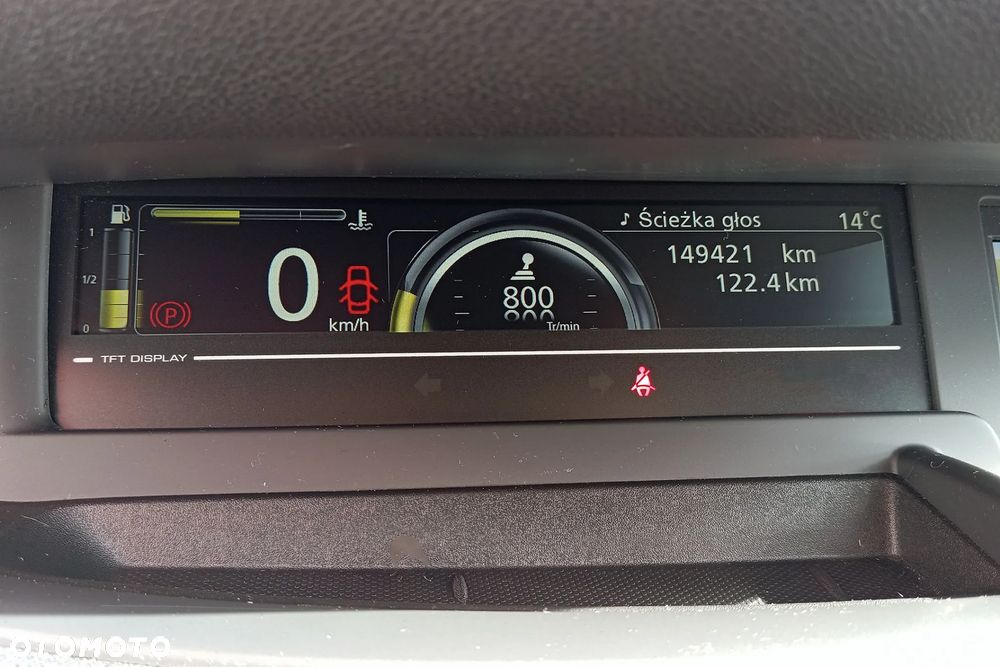 ♪ Ścieżka głos 14°C
1
149421 km
1/2
0
122.4 km
800
P
0
km/h
Tr/min
TFT DISPLAY
OTOMOTO